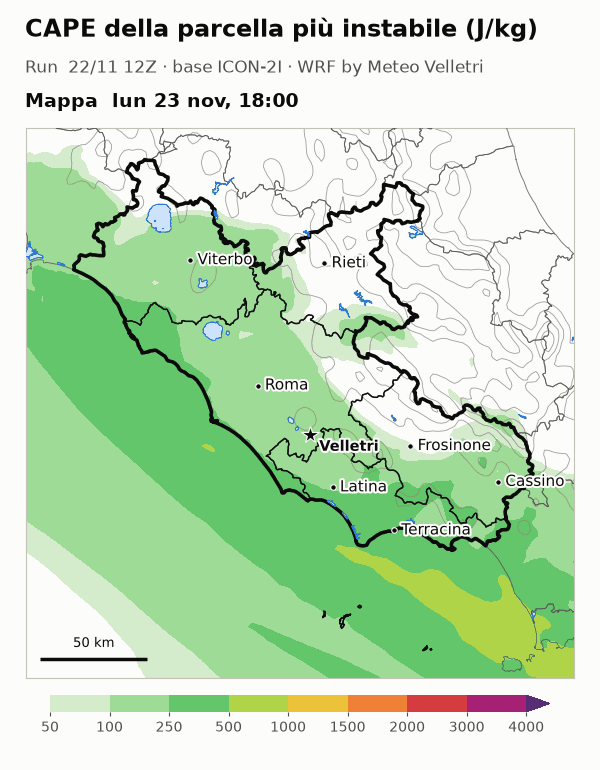 CAPE della parcella più instabile (J/kg)
Run  22/11 12Z · base ICON-2I · WRF by Meteo Velletri
Mappa  lun 23 nov, 18:00
Viterbo
Rieti
Roma
Velletri
Frosinone
Latina
Cassino
Terracina
50 km
50 100 250 500 1000 1500 2000 3000 4000